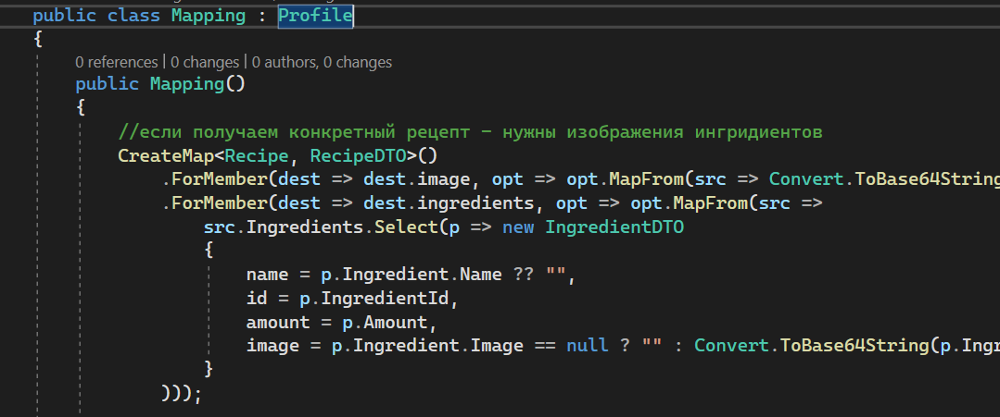 public class Mapping : Profile
{
0 references | 0 changes | 0 authors, 0 changes
public Mapping()
{
//если получаем конкретный рецепт - нужны изображения ингридиентов
CreateMap<Recipe, RecipeDTO>()
.ForMember(dest => dest.image, opt => opt.MapFrom(src => Convert.ToBase64String
.ForMember(dest => dest.ingredients, opt => opt.MapFrom(src =>
src.Ingredients.Select(p => new IngredientDTO
{
name = p.Ingredient.Name ?? "",
id = p.IngredientId,
amount = p.Amount,
image = p.Ingredient.Image == null ? "" : Convert.ToBase64String(p.Ingr
}
)));